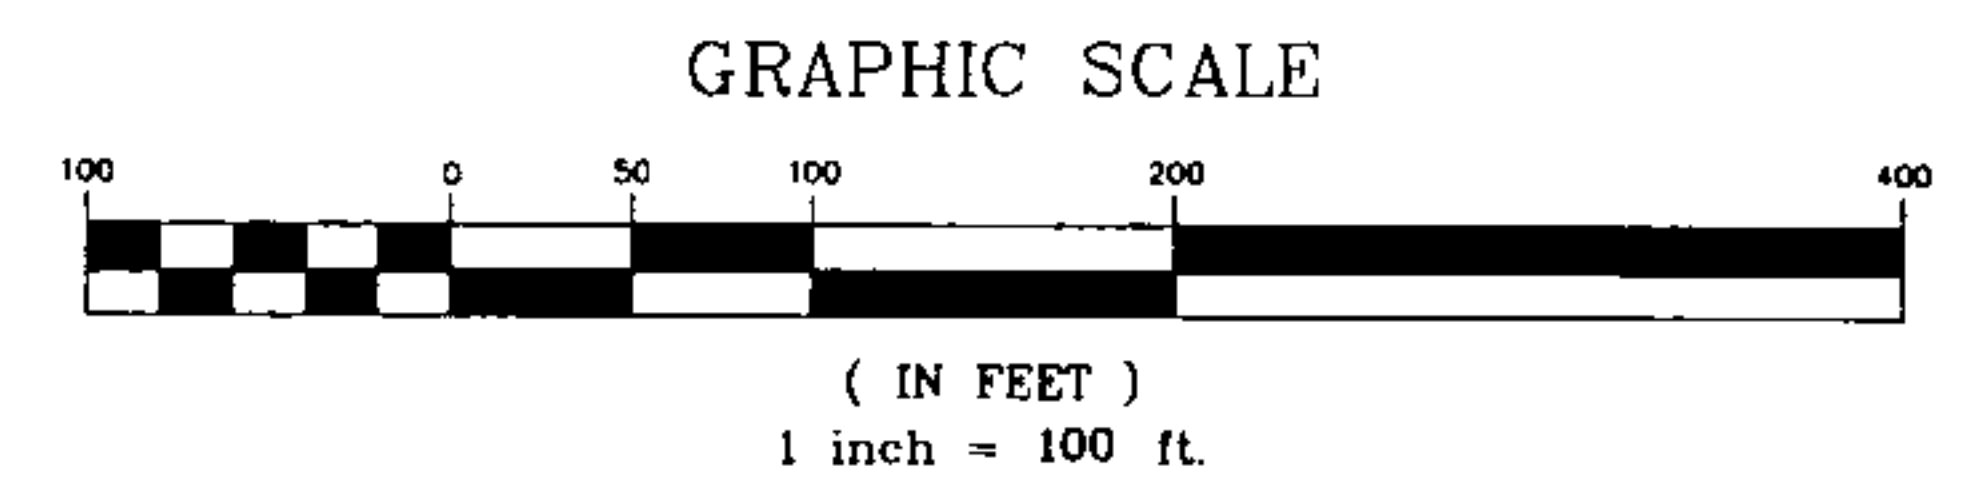 GRAPHIC SCALE
100 0 50 100 200 400
( IN FEET )
1 inch = 100 ft.